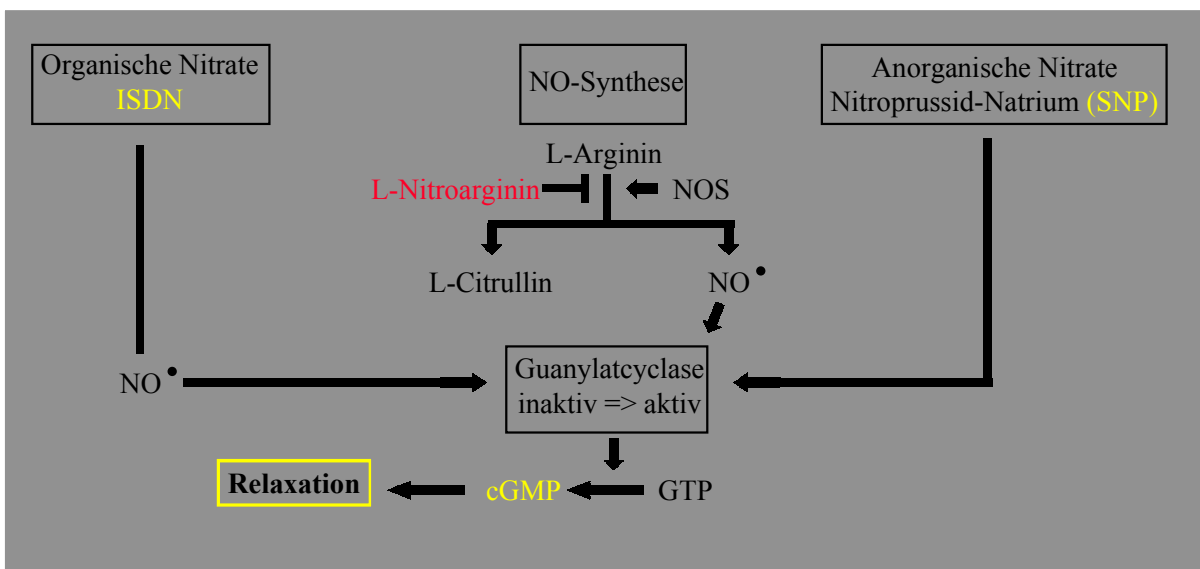 Organische Nitrate
ISDN
NO-Synthese
Anorganische Nitrate
Nitroprussid-Natrium (SNP)
L-Arginin
L-Nitroarginin
NOS
L-Citrullin
NO•
NO•
Guanylatcyclase
inaktiv => aktiv
Relaxation
cGMP
GTP